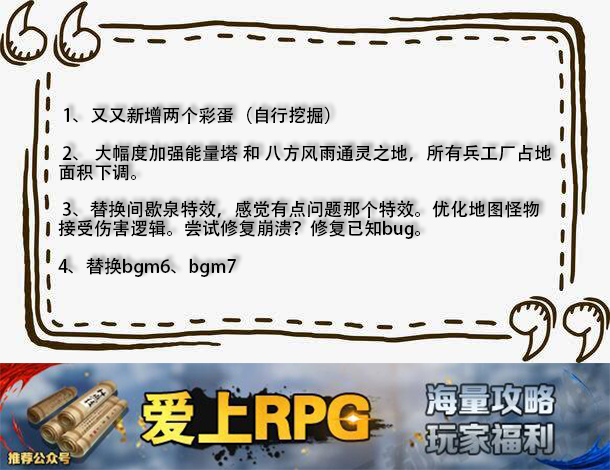 1、又又新增两个彩蛋（自行挖掘）
2、 大幅度加强能量塔 和 八方风雨通灵之地，所有兵工厂占地
面积下调。
3、替换间歇泉特效，感觉有点问题那个特效。优化地图怪物
接受伤害逻辑。尝试修复崩溃？修复已知bug。
4、替换bgm6、bgm7
爱上RPG
海量攻略
玩家福利
推荐公众号